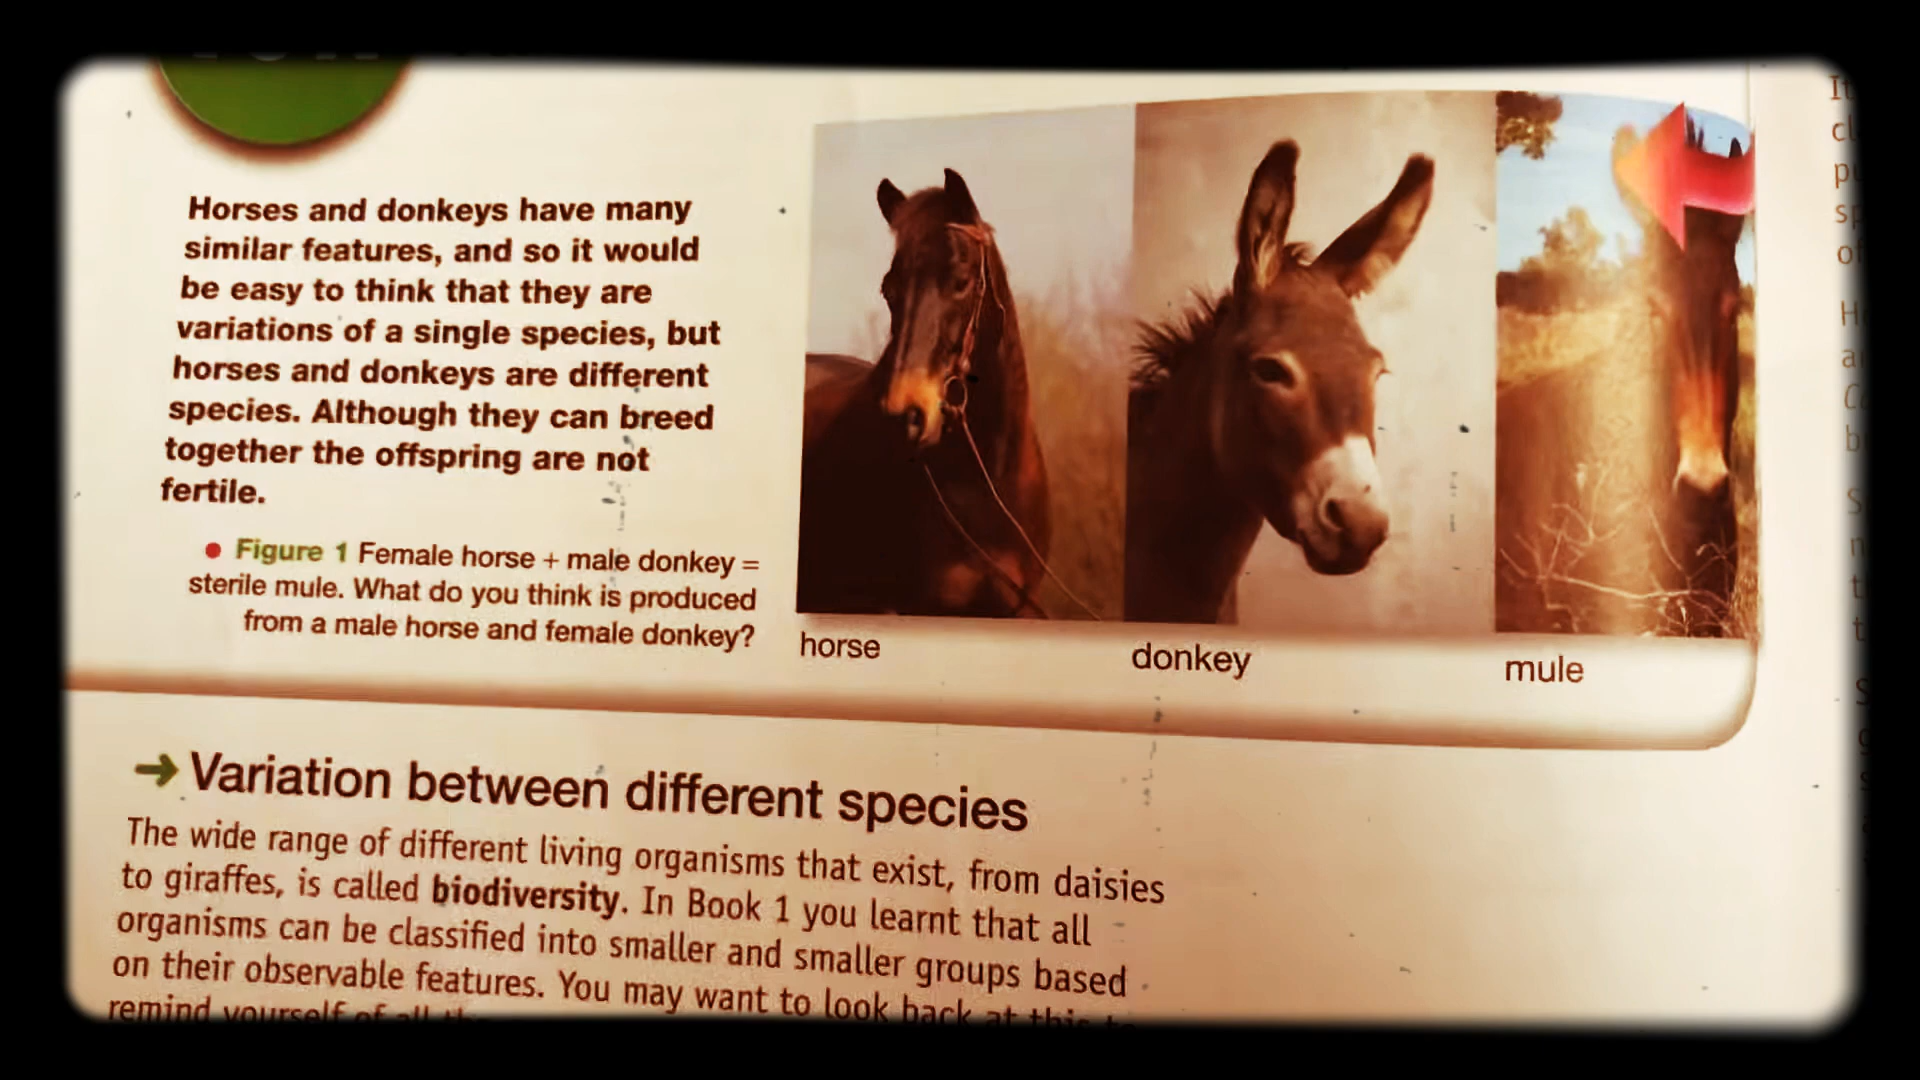 Horses and donkeys have many
similar features, and so it would
be easy to think that they are
variations of a single species, but
horses and donkeys are different
species. Although they can breed
together the offspring are not
fertile.
● Figure 1 Female horse + male donkey =
sterile mule. What do you think is produced
from a male horse and female donkey?
horse
donkey
mule
→ Variation between different species
The wide range of different living organisms that exist, from daisies
to giraffes, is called biodiversity. In Book 1 you learnt that all
organisms can be classified into smaller and smaller groups based
on their observable features. You may want to look back at this to
remind yourself of all